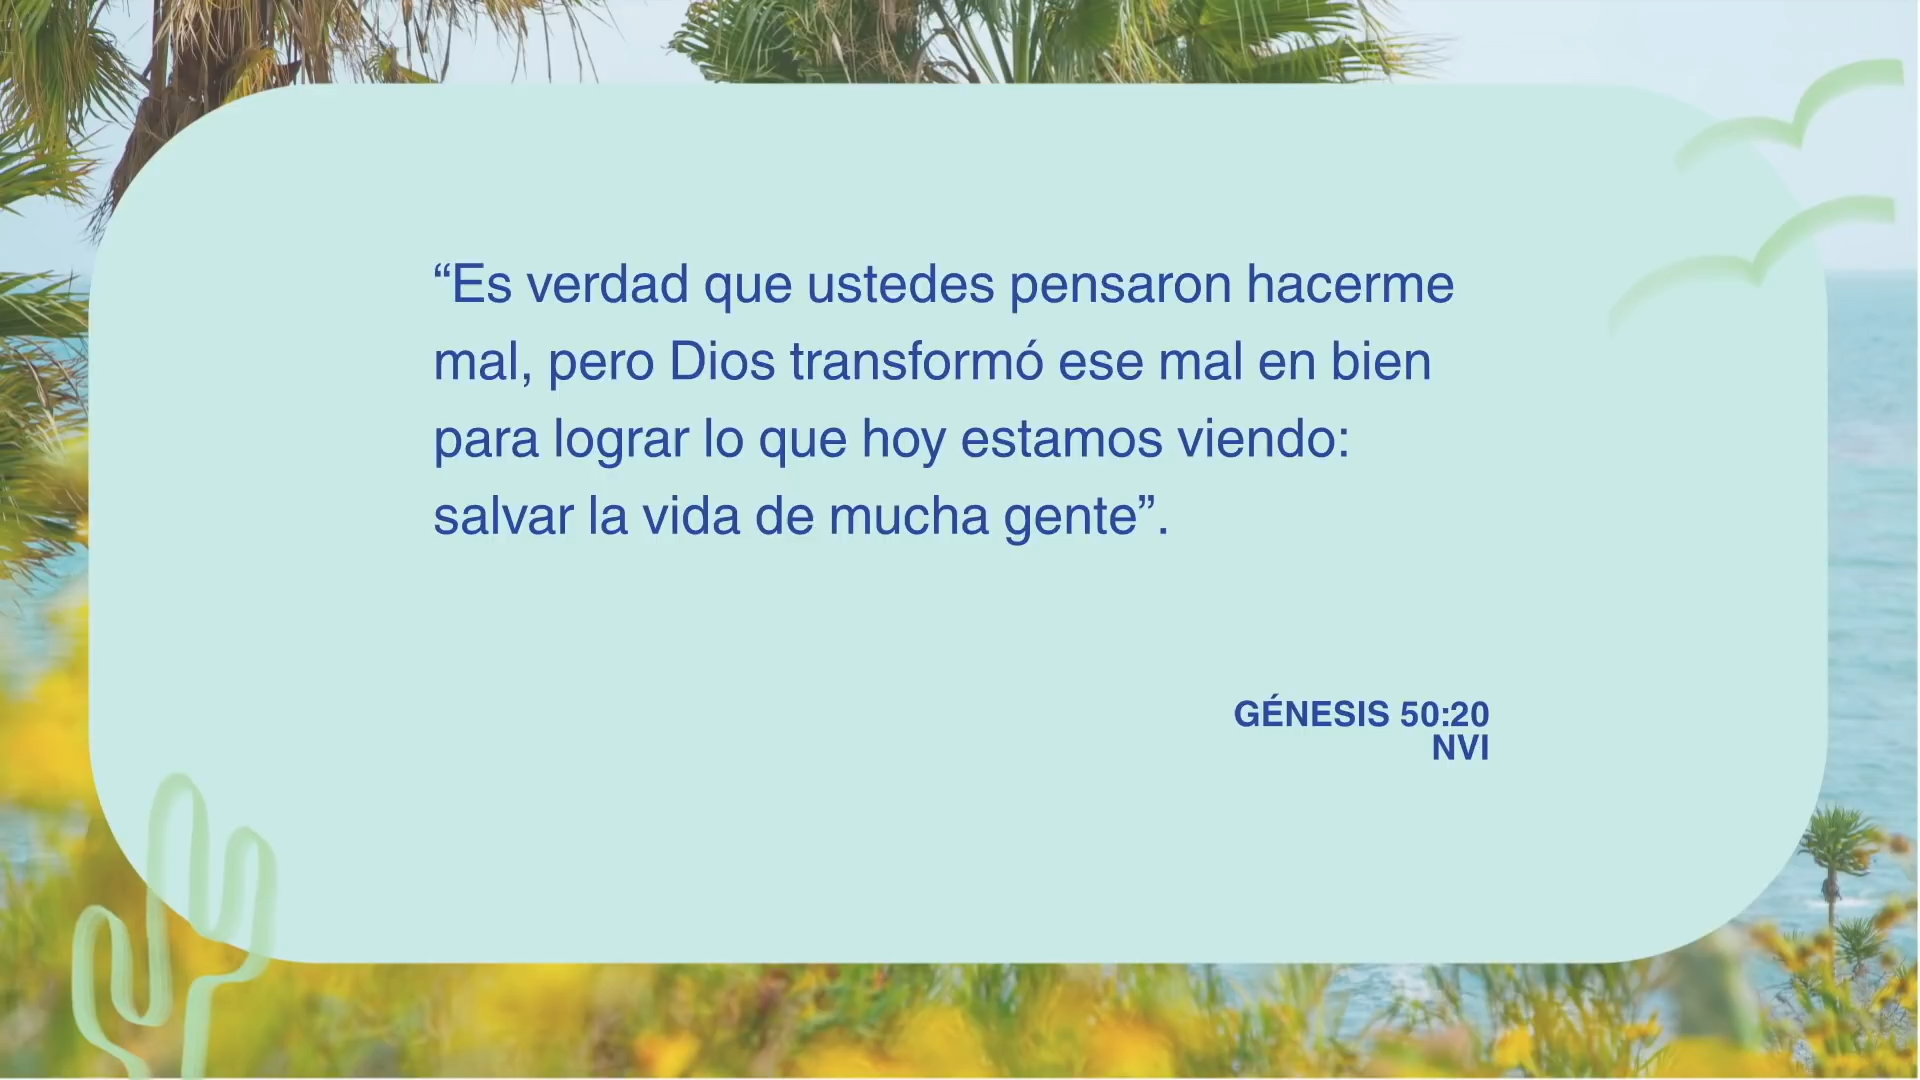 “Es verdad que ustedes pensaron hacerme
mal, pero Dios transformó ese mal en bien
para lograr lo que hoy estamos viendo:
salvar la vida de mucha gente”.
GÉNESIS 50:20
NVI